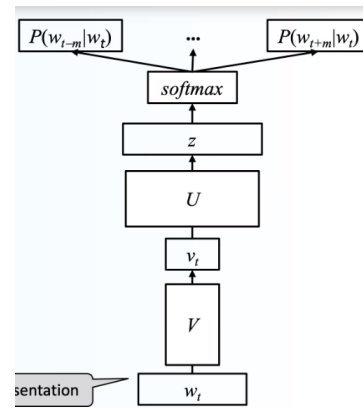 P(w_{t-m}|w_t) ... P(w_{t+m}|w_t)
softmax
z
U
v_t
V
w_t
sentation